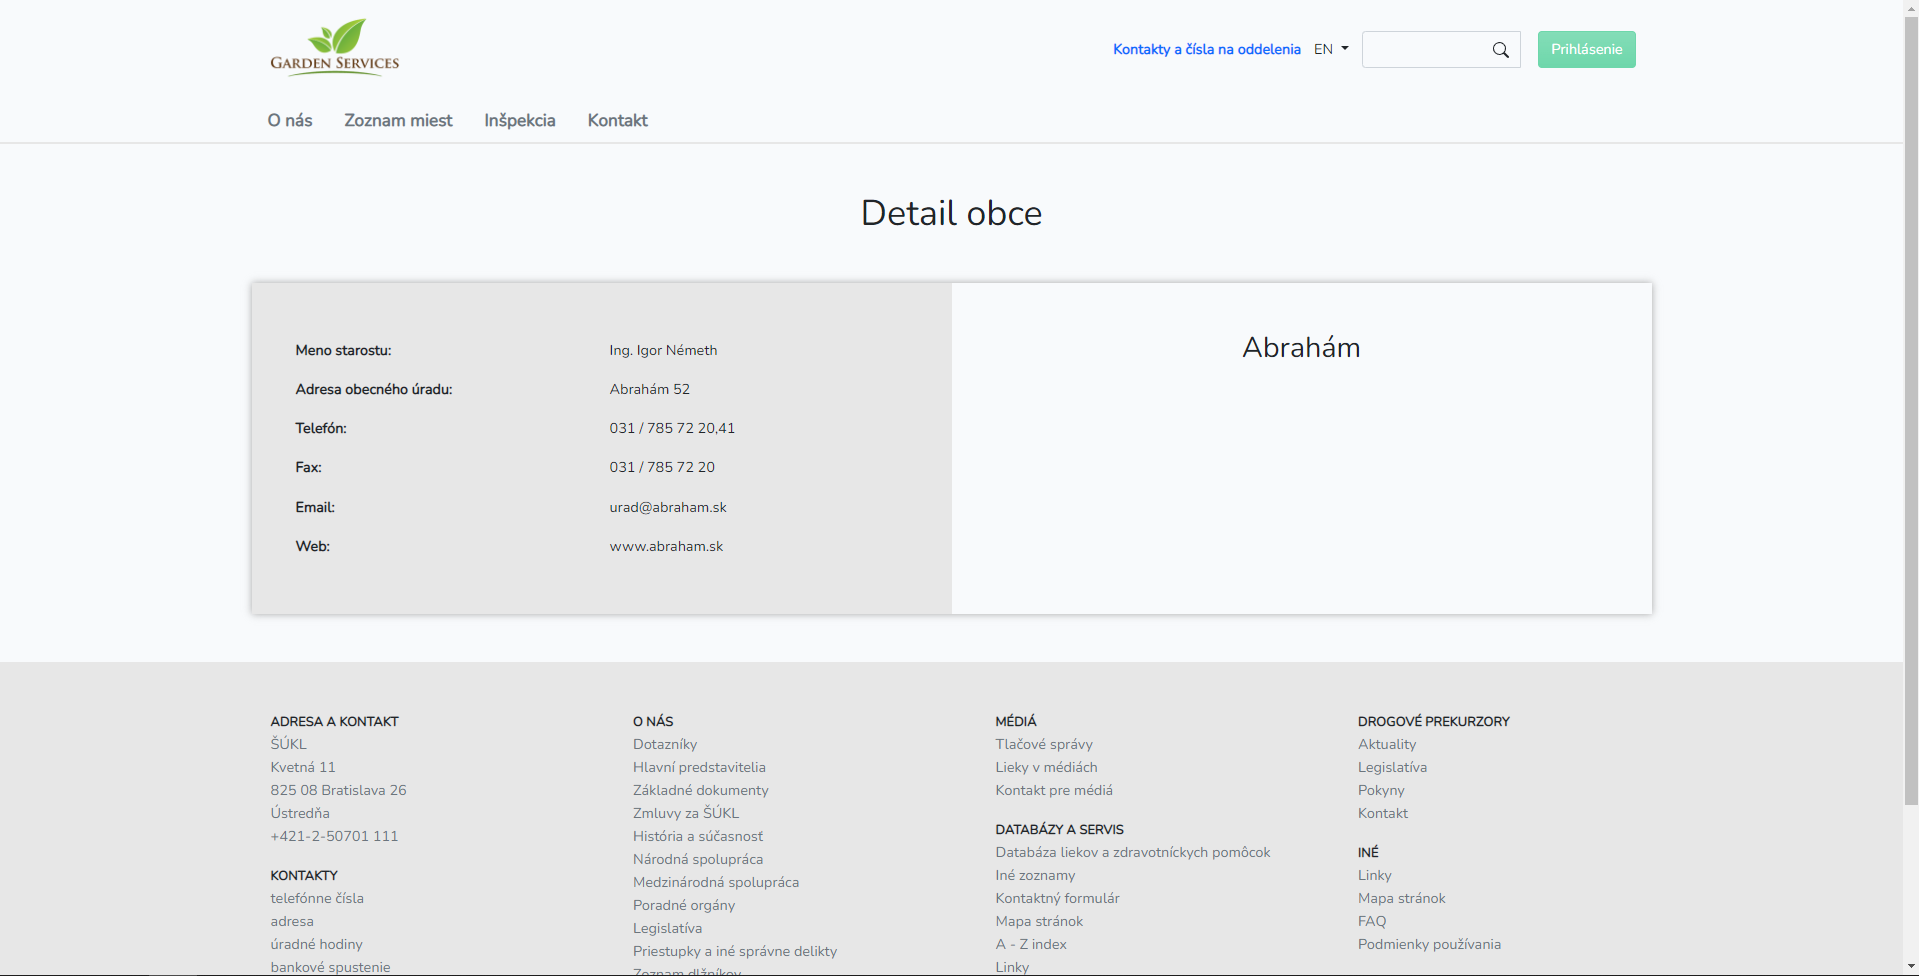 GARDEN SERVICES
Kontakty a čísla na oddelenia
EN
Prihlásenie
O nás
Zoznam miest
Inšpekcia
Kontakt
Detail obce
Meno starostu: Ing. Igor Németh
Adresa obecného úradu: Abrahám 52
Telefón: 031 / 785 72 20,41
Fax: 031 / 785 72 20
Email: urad@abraham.sk
Web: www.abraham.sk
Abrahám
ADRESA A KONTAKT
ŠÚKL
Kvetná 11
825 08 Bratislava 26
Ústredňa
+421-2-50701 111
KONTAKTY
telefónne čísla
adresa
úradné hodiny
bankové spustenie
O NÁS
Dotazníky
Hlavní predstavitelia
Základné dokumenty
Zmluvy za ŠÚKL
História a súčasnosť
Národná spolupráca
Medzinárodná spolupráca
Poradné orgány
Legislatíva
Priestupky a iné správne delikty
Zoznam dlžníkov
MÉDIÁ
Tlačové správy
Lieky v médiách
Kontakt pre médiá
DATABÁZY A SERVIS
Databáza liekov a zdravotníckych pomôcok
Iné zoznamy
Kontaktný formulár
Mapa stránok
A - Z index
Linky
DROGOVÉ PREKURZORY
Aktuality
Legislatíva
Pokyny
Kontakt
INÉ
Linky
Mapa stránok
FAQ
Podmienky používania